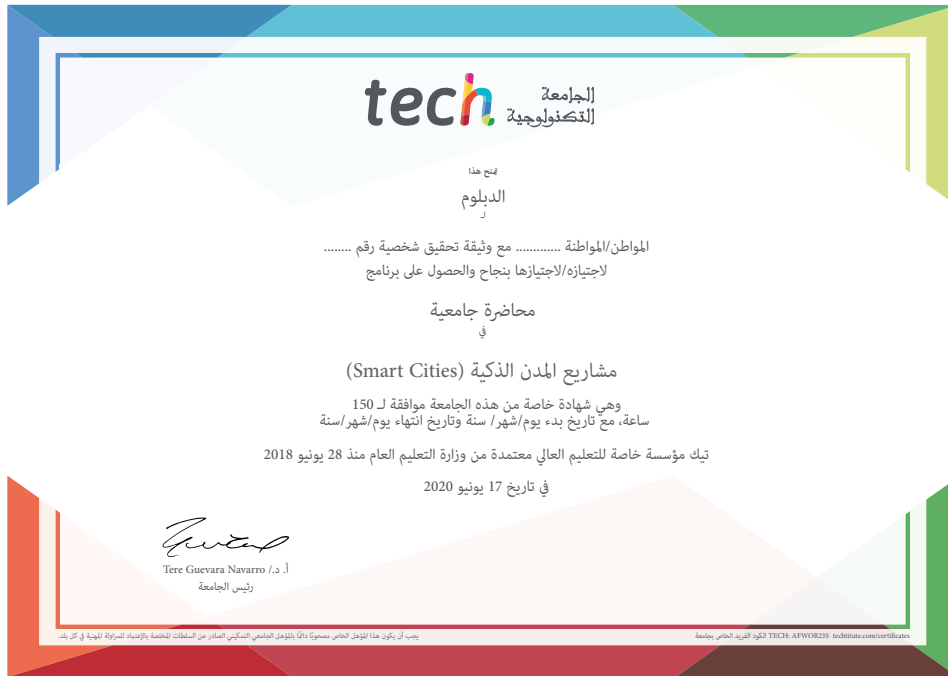 tech
الجامعة
التكنولوجية
يمنح هذا
الدبلوم
لـ
المواطن/المواطنة ............. مع وثيقة تحقيق شخصية رقم ........
لاجتيازه/لاجتيازها بنجاح والحصول على برنامج
محاضرة جامعية
في
مشاريع المدن الذكية (Smart Cities)
وهي شهادة خاصة من هذه الجامعة موافقة لـ 150
ساعة، مع تاريخ بدء يوم/شهر/ سنة وتاريخ انتهاء يوم/شهر/سنة
تيك مؤسسة خاصة للتعليم العالي معتمدة من وزارة التعليم العام منذ 28 يونيو 2018
في تاريخ 17 يونيو 2020
أ. د./ Tere Guevara Navarro
رئيس الجامعة
يجب أن يكون هذا المؤهل الخاص مصحوبًا دائمًا بالمؤهل الجامعي التمكيني الصادر عن السلطات المختصة بالإعتماد للمزاولة المهنية في كل بلد.
الكود الفريد الخاص بجامعة TECH: AFWOR23S techtitute.com/certificates